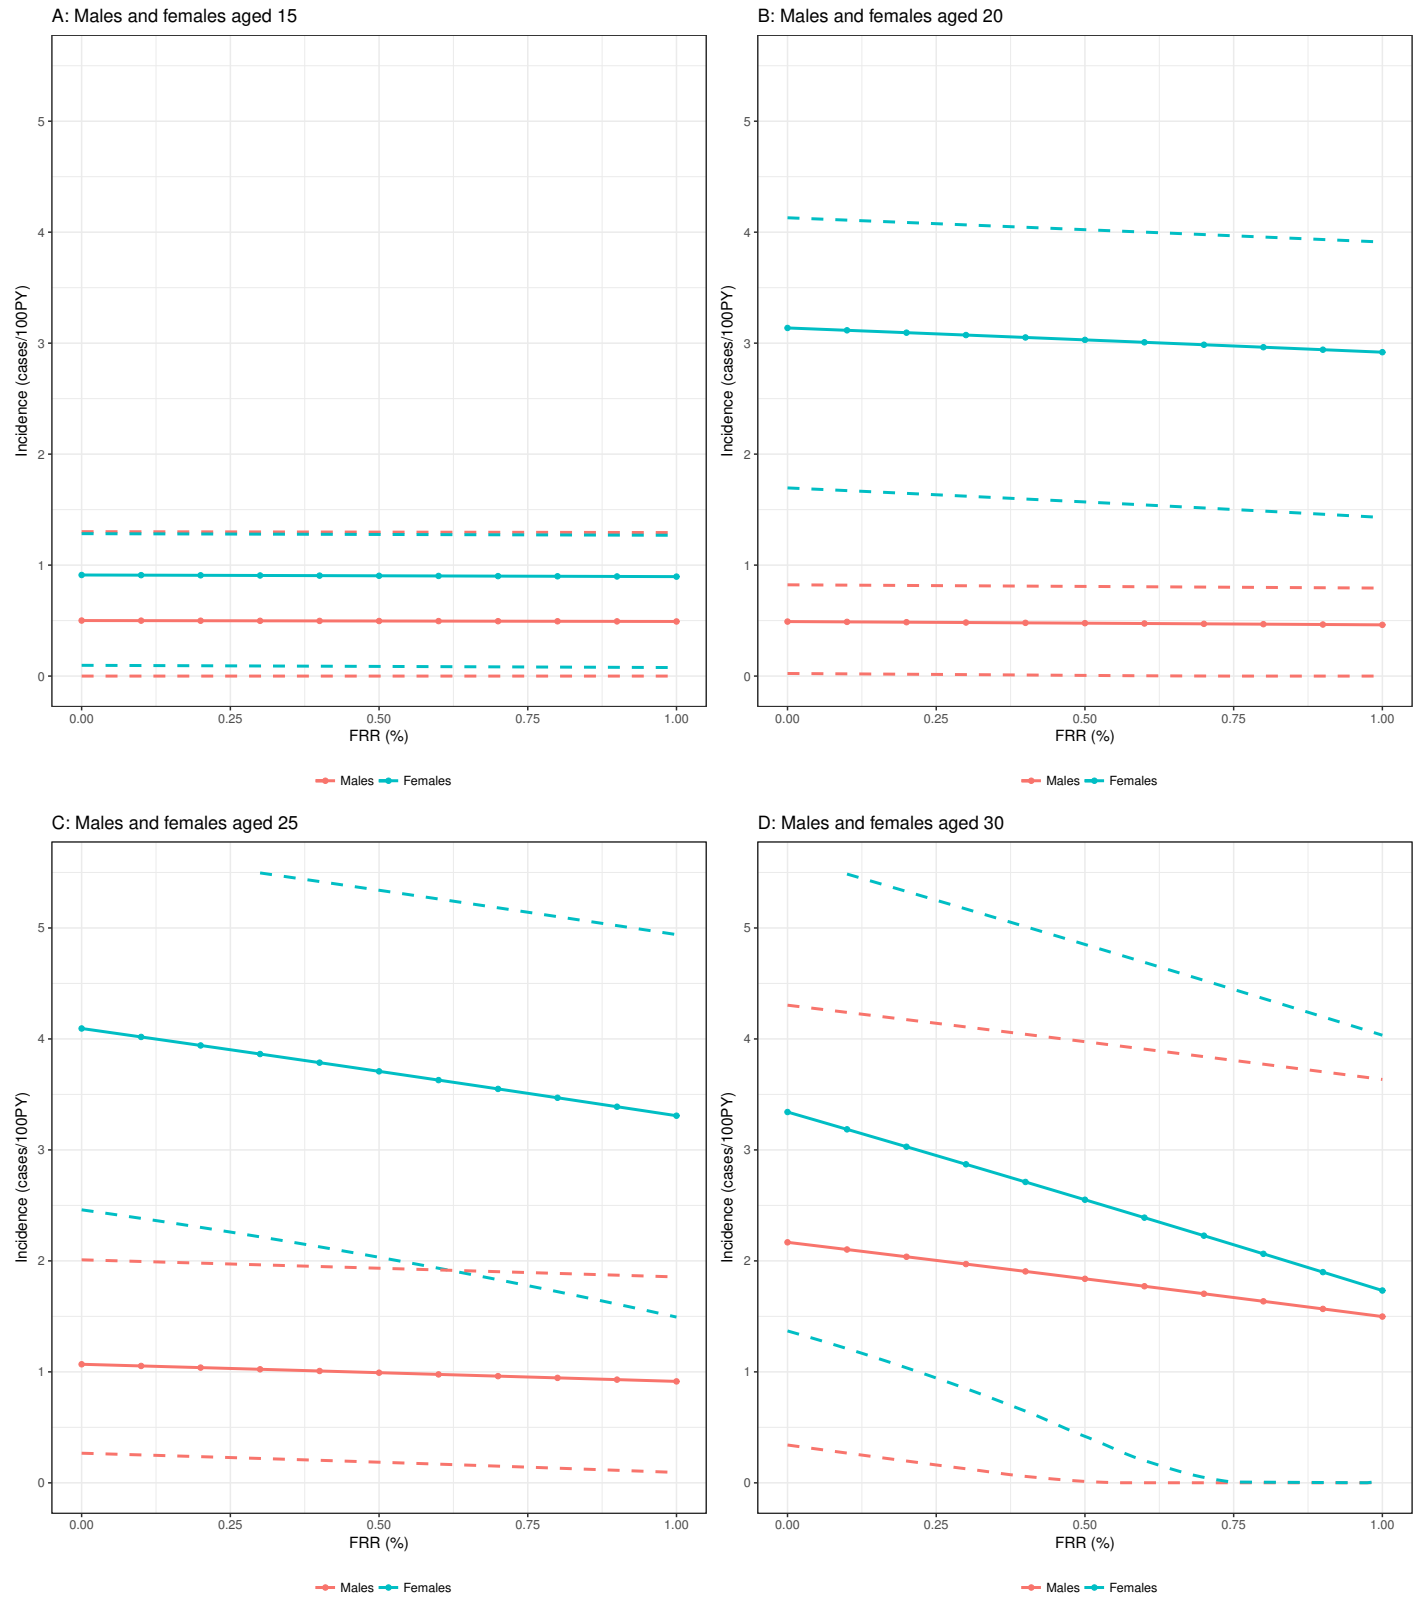 A: Males and females aged 15
Incidence (cases/100PY)
5
4
3
2
1
0
0.00 0.25 0.50 0.75 1.00
FRR (%)
Males Females
B: Males and females aged 20
Incidence (cases/100PY)
5
4
3
2
1
0
0.00 0.25 0.50 0.75 1.00
FRR (%)
Males Females
C: Males and females aged 25
Incidence (cases/100PY)
5
4
3
2
1
0
0.00 0.25 0.50 0.75 1.00
FRR (%)
Males Females
D: Males and females aged 30
Incidence (cases/100PY)
5
4
3
2
1
0
0.00 0.25 0.50 0.75 1.00
FRR (%)
Males Females